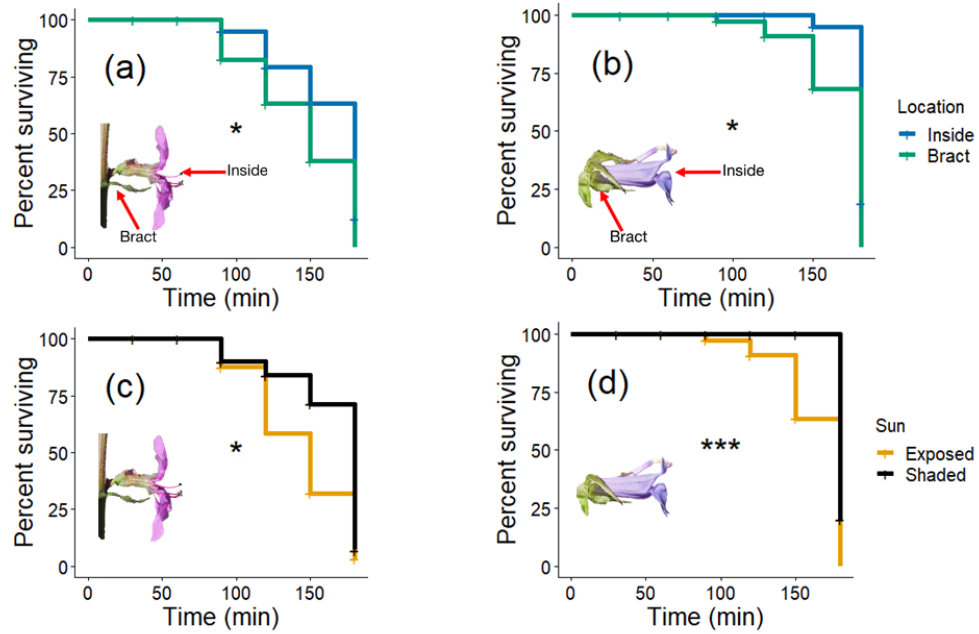 (a)
Percent surviving
100
75
50
25
0
*
Inside
Bract
0 50 100 150
Time (min)
(b)
Percent surviving
100
75
50
25
0
*
Inside
Bract
0 50 100 150
Time (min)
Location
Inside
Bract
(c)
Percent surviving
100
75
50
25
0
*
0 50 100 150
Time (min)
(d)
Percent surviving
100
75
50
25
0
***
0 50 100 150
Time (min)
Sun
Exposed
Shaded